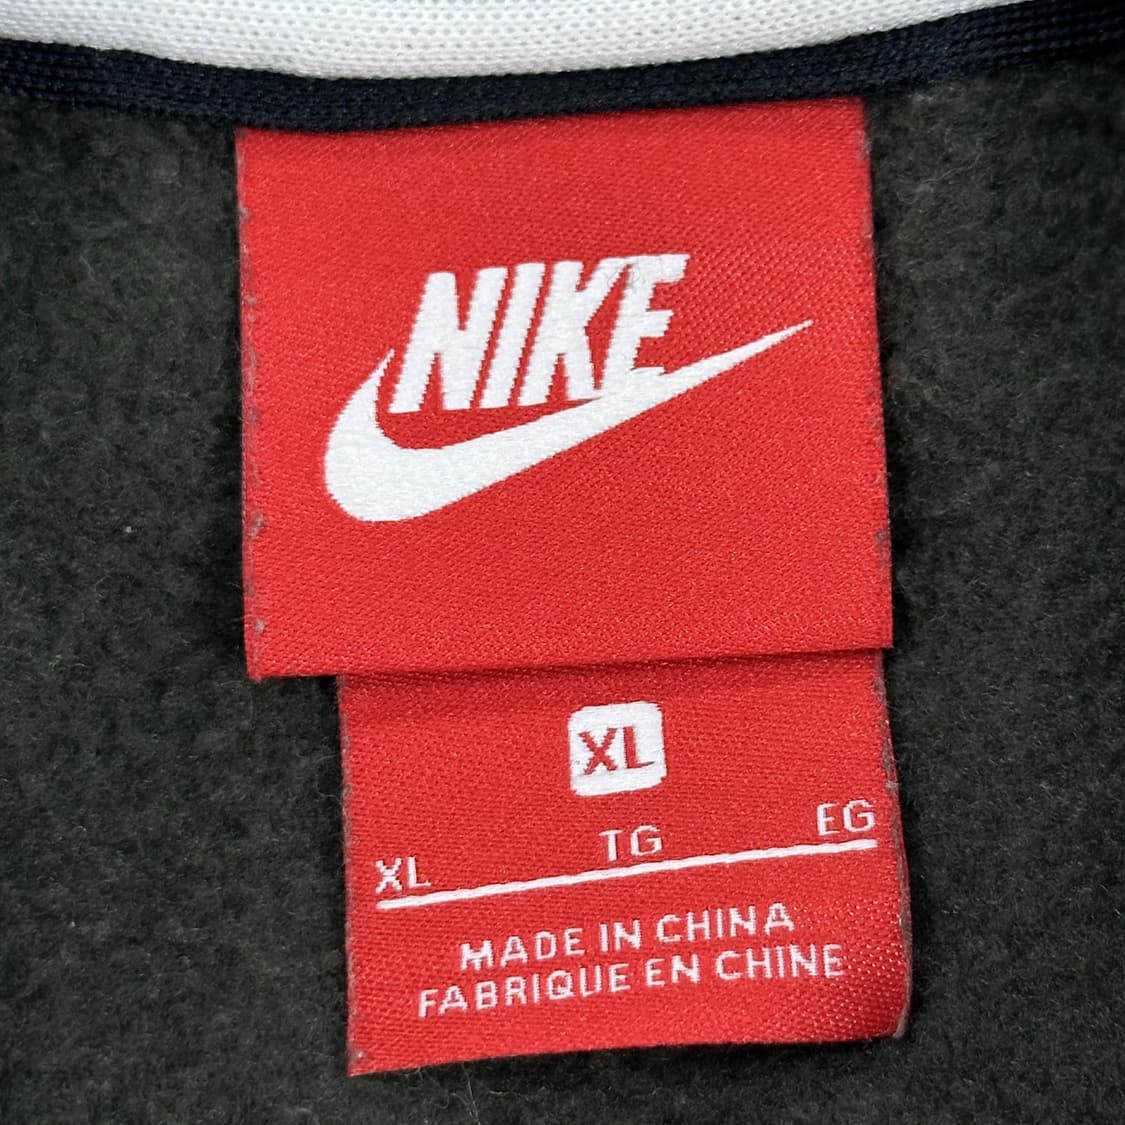 NIKE
XL
XL TG EG
MADE IN CHINA
FABRIQUE EN CHINE